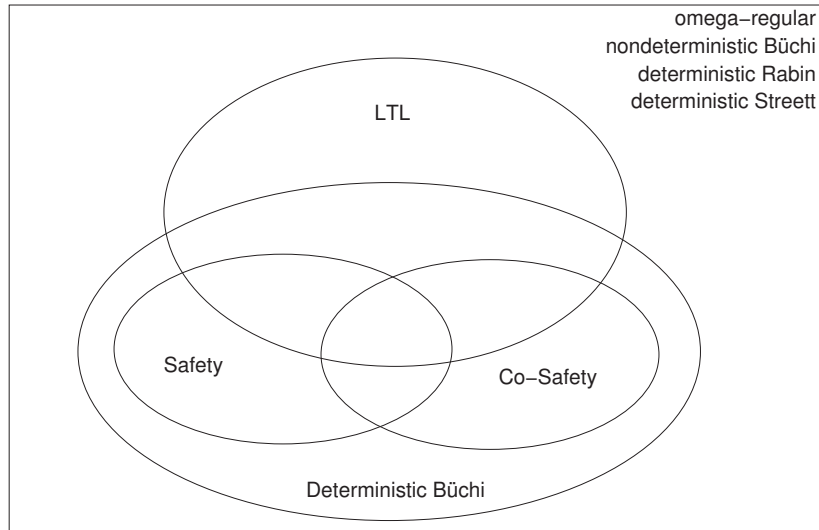 omega−regular
nondeterministic Büchi
deterministic Rabin
deterministic Streett
LTL
Safety
Co−Safety
Deterministic Büchi